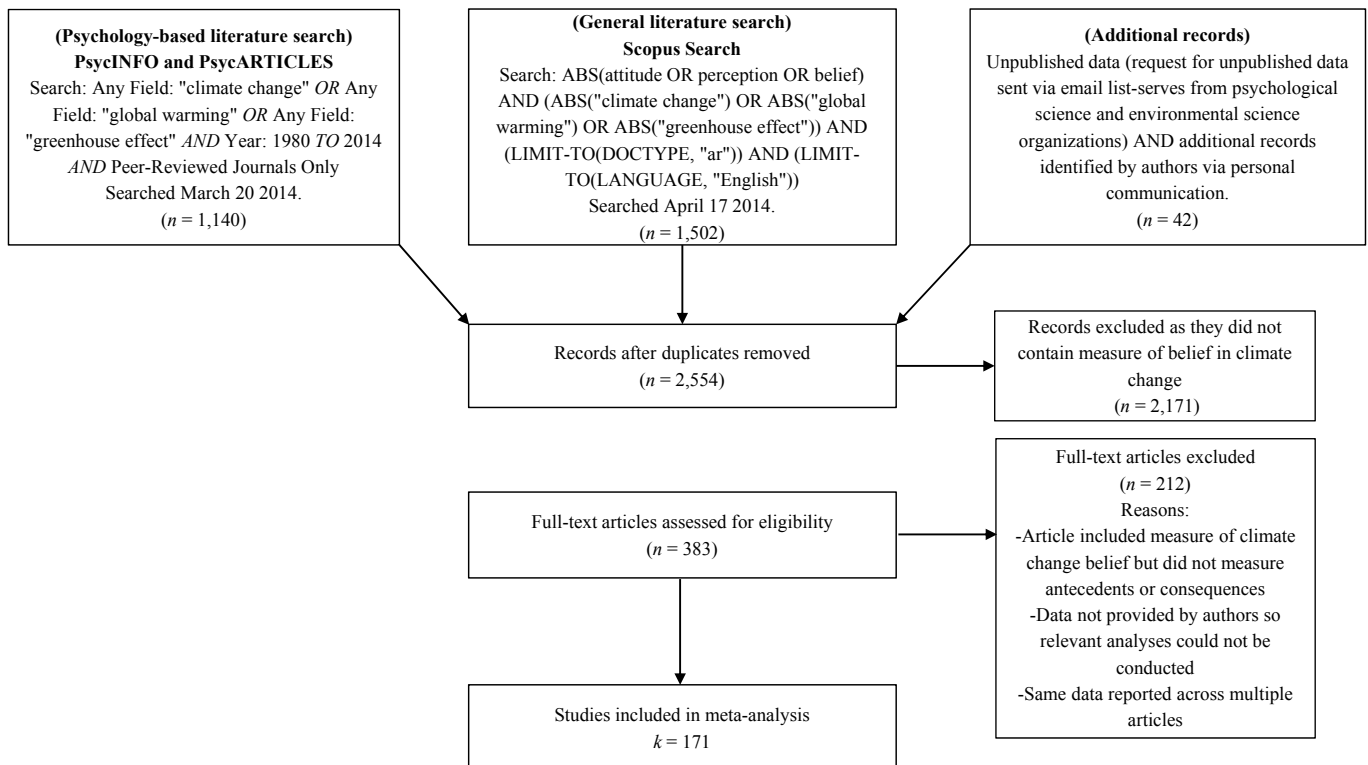 (Psychology-based literature search)
PsycINFO and PsycARTICLES
Search: Any Field: "climate change" OR Any
Field: "global warming" OR Any Field:
"greenhouse effect" AND Year: 1980 TO 2014
AND Peer-Reviewed Journals Only
Searched March 20 2014.
(n = 1,140)
(General literature search)
Scopus Search
Search: ABS(attitude OR perception OR belief)
AND (ABS("climate change") OR ABS("global
warming") OR ABS("greenhouse effect")) AND
(LIMIT-TO(DOCTYPE, "ar")) AND (LIMIT-
TO(LANGUAGE, "English"))
Searched April 17 2014.
(n = 1,502)
(Additional records)
Unpublished data (request for unpublished data
sent via email list-serves from psychological
science and environmental science
organizations) AND additional records
identified by authors via personal
communication.
(n = 42)
Records after duplicates removed
(n = 2,554)
Records excluded as they did not
contain measure of belief in climate
change
(n = 2,171)
Full-text articles assessed for eligibility
(n = 383)
Full-text articles excluded
(n = 212)
Reasons:
-Article included measure of climate
change belief but did not measure
antecedents or consequences
-Data not provided by authors so
relevant analyses could not be
conducted
-Same data reported across multiple
articles
Studies included in meta-analysis
k = 171